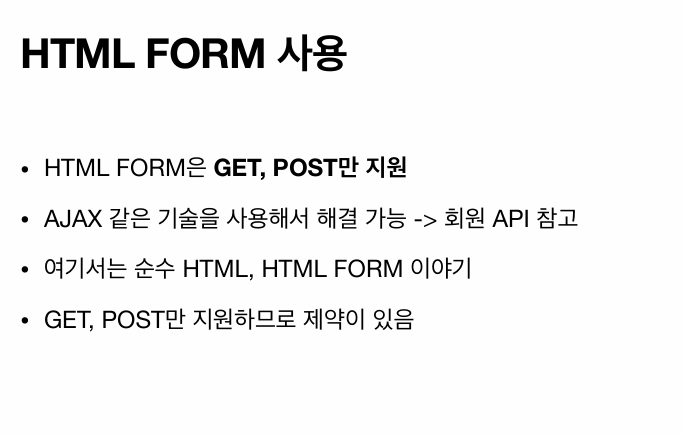 HTML FORM 사용
• HTML FORM은 GET, POST만 지원
• AJAX 같은 기술을 사용해서 해결 가능 -> 회원 API 참고
• 여기서는 순수 HTML, HTML FORM 이야기
• GET, POST만 지원하므로 제약이 있음